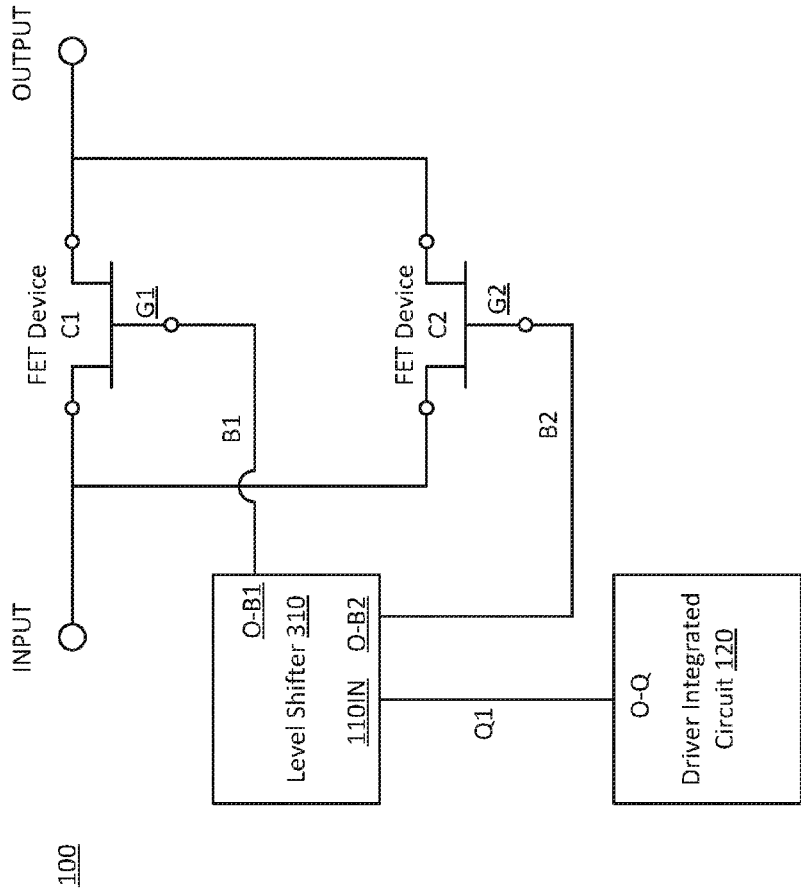 100
INPUT
OUTPUT
FET Device
C1
G1
B1
O-B1
Level Shifter 310
110IN
O-B2
FET Device
C2
G2
B2
Q1
O-Q
Driver Integrated
Circuit 120